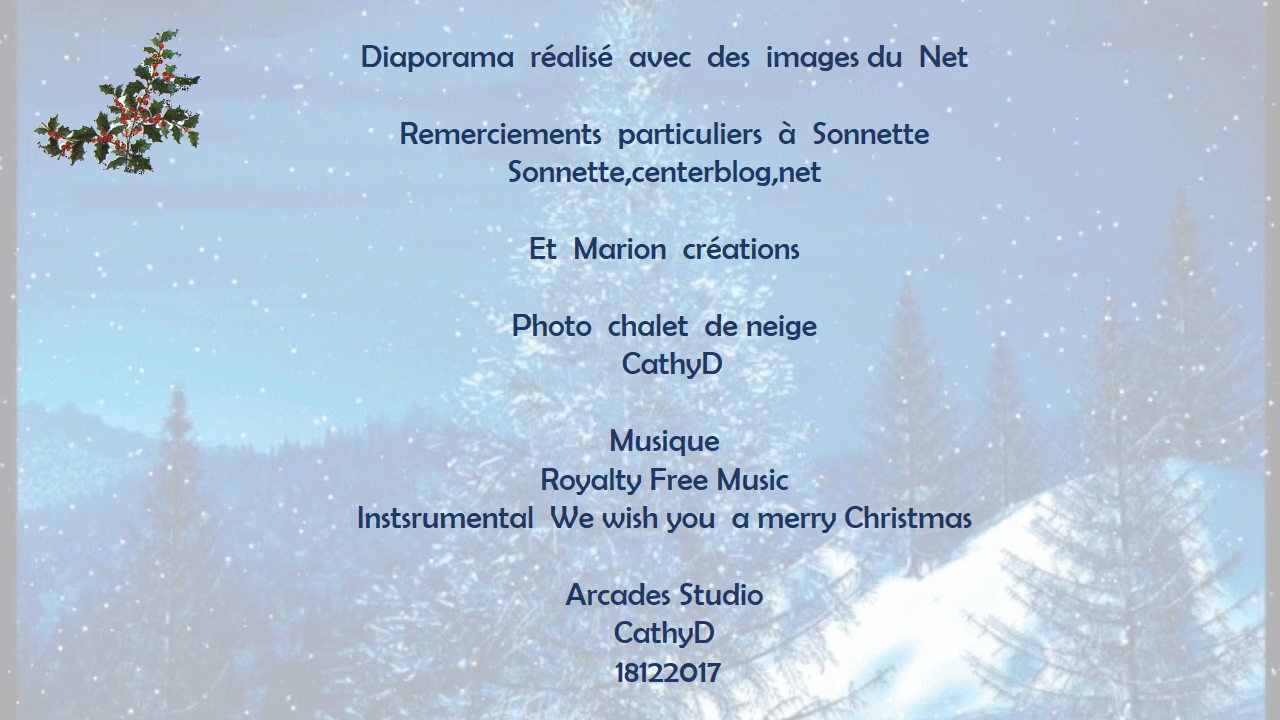 Diaporama réalisé avec des images du Net
Remerciements particuliers à Sonnette
Sonnette,centerblog,net
Et Marion créations
Photo chalet de neige
CathyD
Musique
Royalty Free Music
Instsrumental We wish you a merry Christmas
Arcades Studio
CathyD
18122017